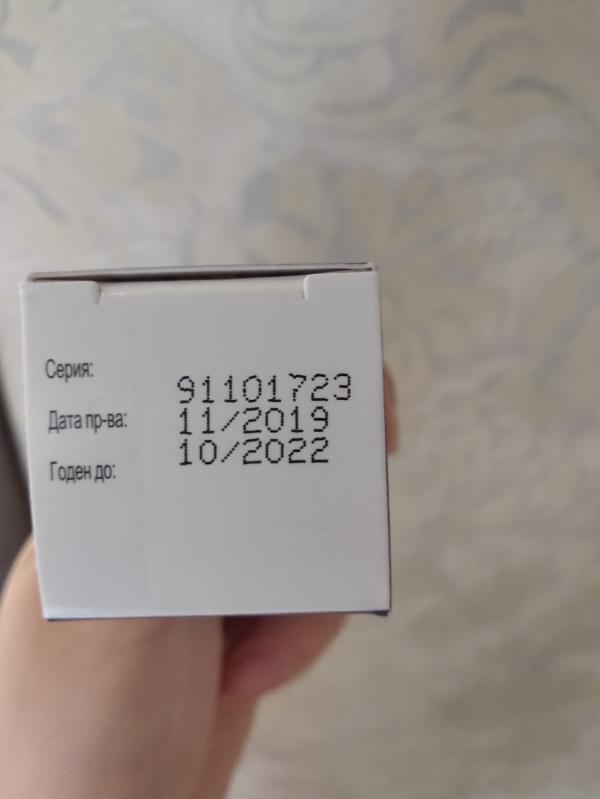 Серия: 91101723
Дата пр-ва: 11/2019
Годен до: 10/2022